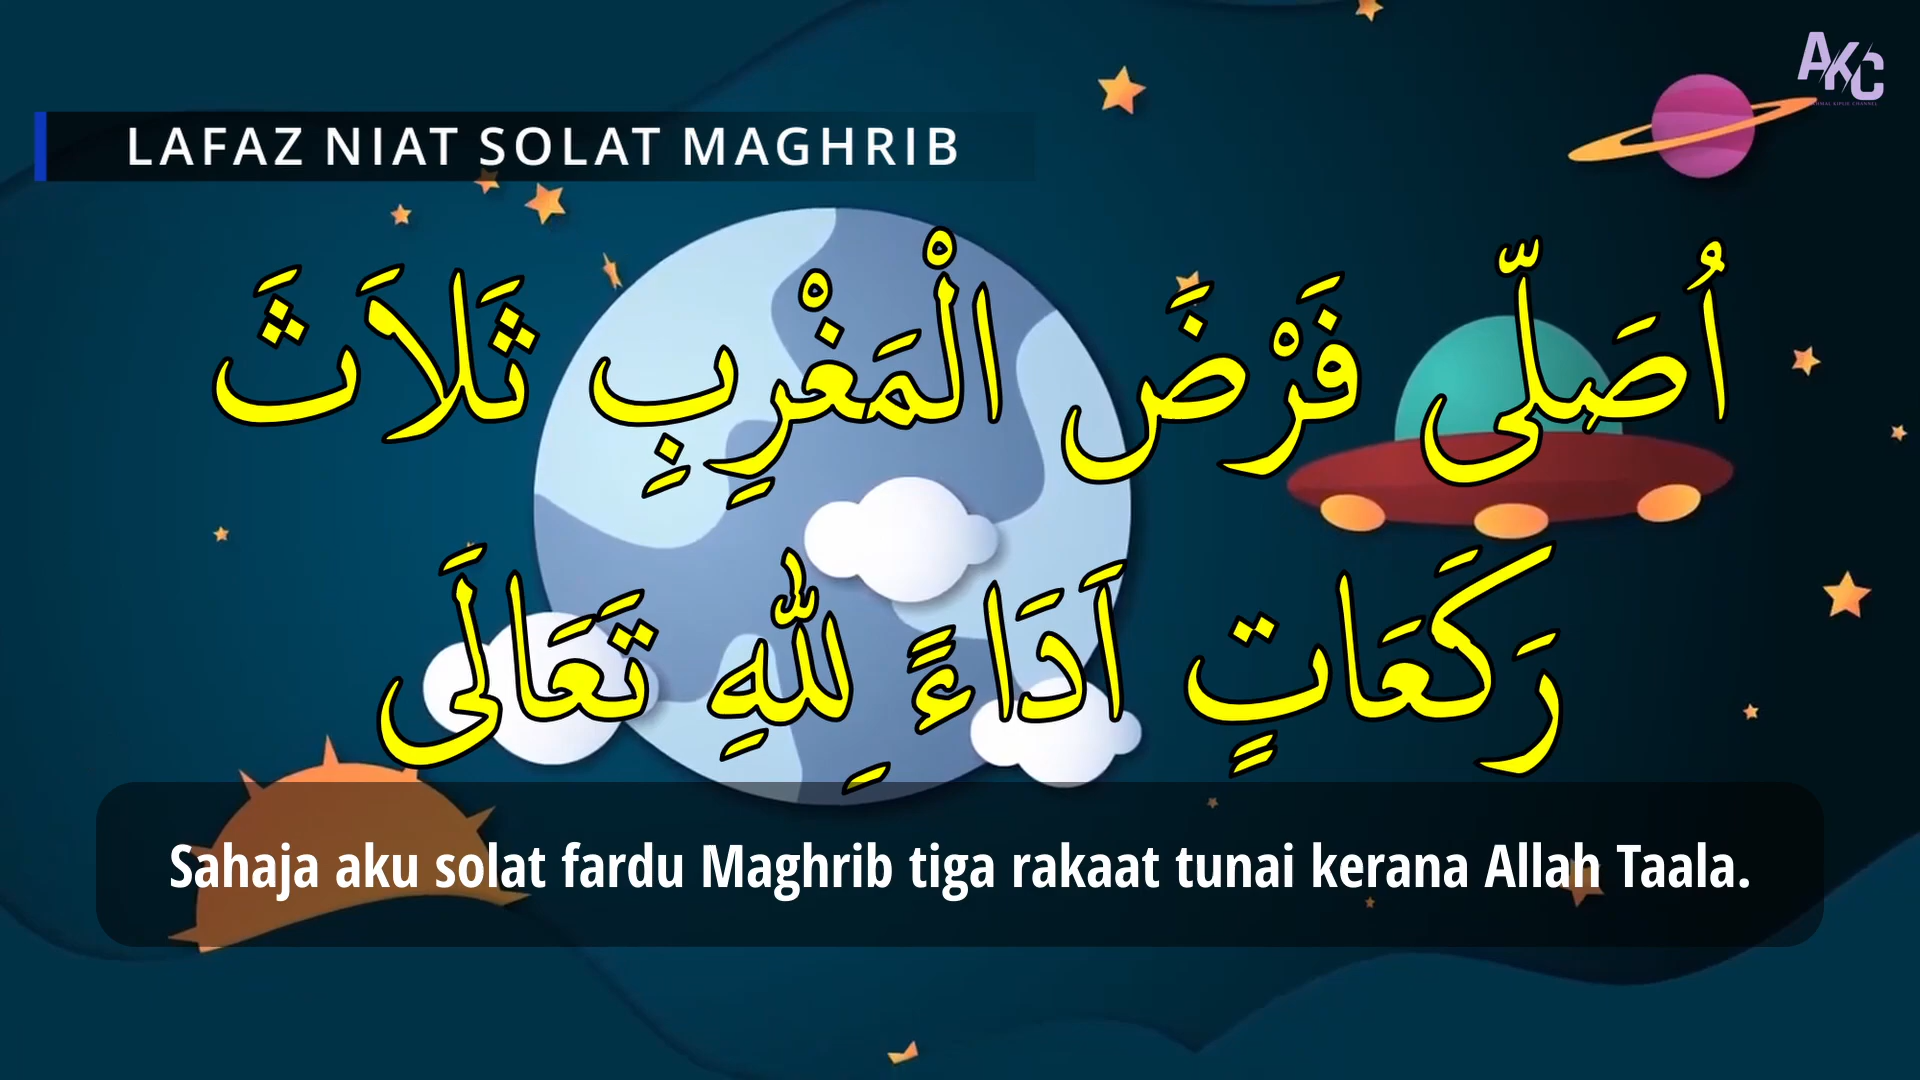 AKC
LAFAZ NIAT SOLAT MAGHRIB
اُصَلِّى فَرْضَ الْمَغْرِبِ ثَلاَثَ
رَكَعَاتٍ اَدَاءً لِلّٰهِ تَعَالَى
Sahaja aku solat fardu Maghrib tiga rakaat tunai kerana Allah Taala.